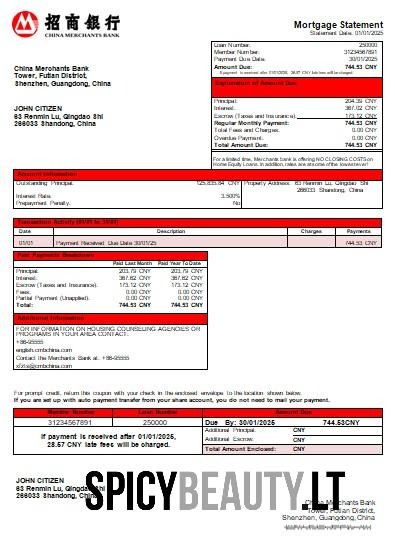 招商银行
CHINA MERCHANTS BANK
Mortgage Statement
Statement Date: 01/01/2025
Loan Number: 250000
Member Number: 31234567891
Payment Due Date: 30/01/2025
Amount Due: 744.53 CNY
If payment is received after 01/01/2025, 28.57 CNY late fee will be charged.
China Merchants Bank
Tower, Futian District,
Shenzhen, Guangdong, China
Explanation of Amount Due
JOHN CITIZEN
63 Renmin Lu, Qingdao Shi
266033 Shandong, China
Principal: 204.39 CNY
Interest: 367.02 CNY
Escrow (Taxes and Insurance): 173.12 CNY
Regular Monthly Payment: 744.53 CNY
Total Fees and Charges: 0.00 CNY
Overdue Payment: 0.00 CNY
Total Amount Due: 744.53 CNY
For a limited time, Merchants bank is offering NO CLOSING COSTS on
Home Equity Loans. In addition, rates are some of the lowest ever!
Account Information
Outstanding Principal: 125,835.84 CNY
Property Address: 63 Renmin Lu, Qingdao Shi
266033 Shandong, China
Interest Rate: 3.500%
Prepayment Penalty: No
Transaction Activity (01/01 to 30/01)
Date Description Charges Payments
01/01 Payment Received Due Date 30/01/25 744.53 CNY
Past Payments Breakdown
Paid Last Month Paid Year To Date
Principal: 203.79 CNY 203.79 CNY
Interest: 367.62 CNY 367.62 CNY
Escrow (Taxes and Insurance): 173.12 CNY 173.12 CNY
Fees: 0.00 CNY 0.00 CNY
Partial Payment (Unapplied): 0.00 CNY 0.00 CNY
Total: 744.53 CNY 744.53 CNY
Additional Information
FOR INFORMATION ON HOUSING COUNSELING AGENCIES OR
PROGRAMS IN YOUR AREA CONTACT:
+86-95555
english.cmbchina.com
Contact the Merchants Bank at: +86-95555
For prompt credit, return this coupon with your check in the enclosed envelope to the location shown below.
If you are set up with auto payment transfer from your share account, you do not need to mail your payment.
Member Number Loan Number Amount Due
31234567891 250000 Due By: 30/01/2025 744.53CNY
If payment is received after 01/01/2025,
28.57 CNY late fees will be charged.
Additional Principal: CNY
Additional Escrow: CNY
Total Amount Enclosed: CNY
JOHN CITIZEN
63 Renmin Lu, Qingdao Shi
266033 Shandong, China
SPICYBEAUTY.LT
China Merchants Bank
Tower, Futian District,
Shenzhen, Guangdong, China